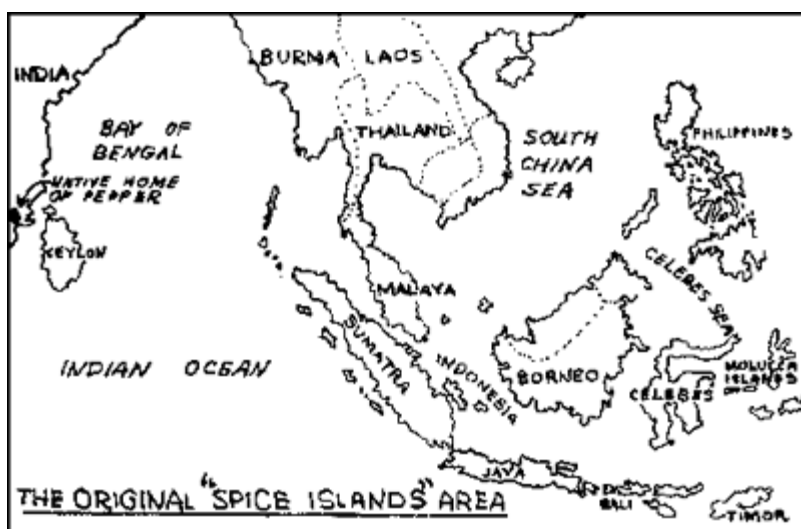 BURMA
LAOS
INDIA
BAY OF
BENGAL
THAILAND
SOUTH
CHINA
SEA
PHILIPPINES
NATIVE HOME
OF PEPPER
CEYLON
CELEBES SEA
MALAYA
SUMATRA
INDONESIA
INDIAN OCEAN
BORNEO
CELEBES
MOLUCCA
ISLANDS
JAVA
BALI
TIMOR
THE ORIGINAL "SPICE ISLANDS" AREA